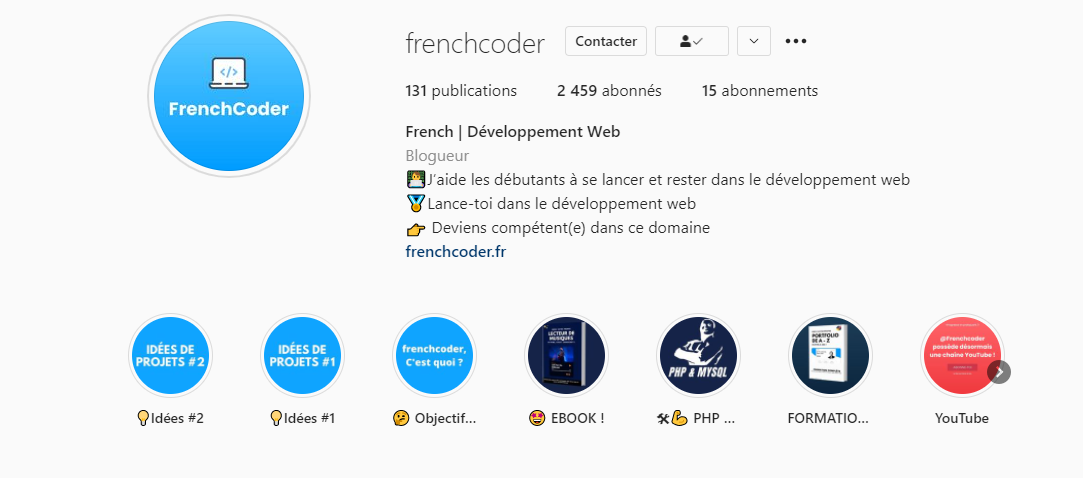 </>
FrenchCoder
frenchcoder
Contacter
131 publications
2 459 abonnés
15 abonnements
French | Développement Web
Blogueur
J'aide les débutants à se lancer et rester dans le développement web
Lance-toi dans le développement web
Deviens compétent(e) dans ce domaine
frenchcoder.fr
IDÉES DE
PROJETS #2
IDÉES DE
PROJETS #1
frenchcoder,
C'est quoi ?
LECTEUR DE
MUSIQUES
PHP & MYSQL
PORTFOLIO
DE A - Z
@Frenchcoder
possède désormais
une chaîne YouTube !
Idées #2
Idées #1
Objectif...
EBOOK !
PHP ...
FORMATIO...
YouTube